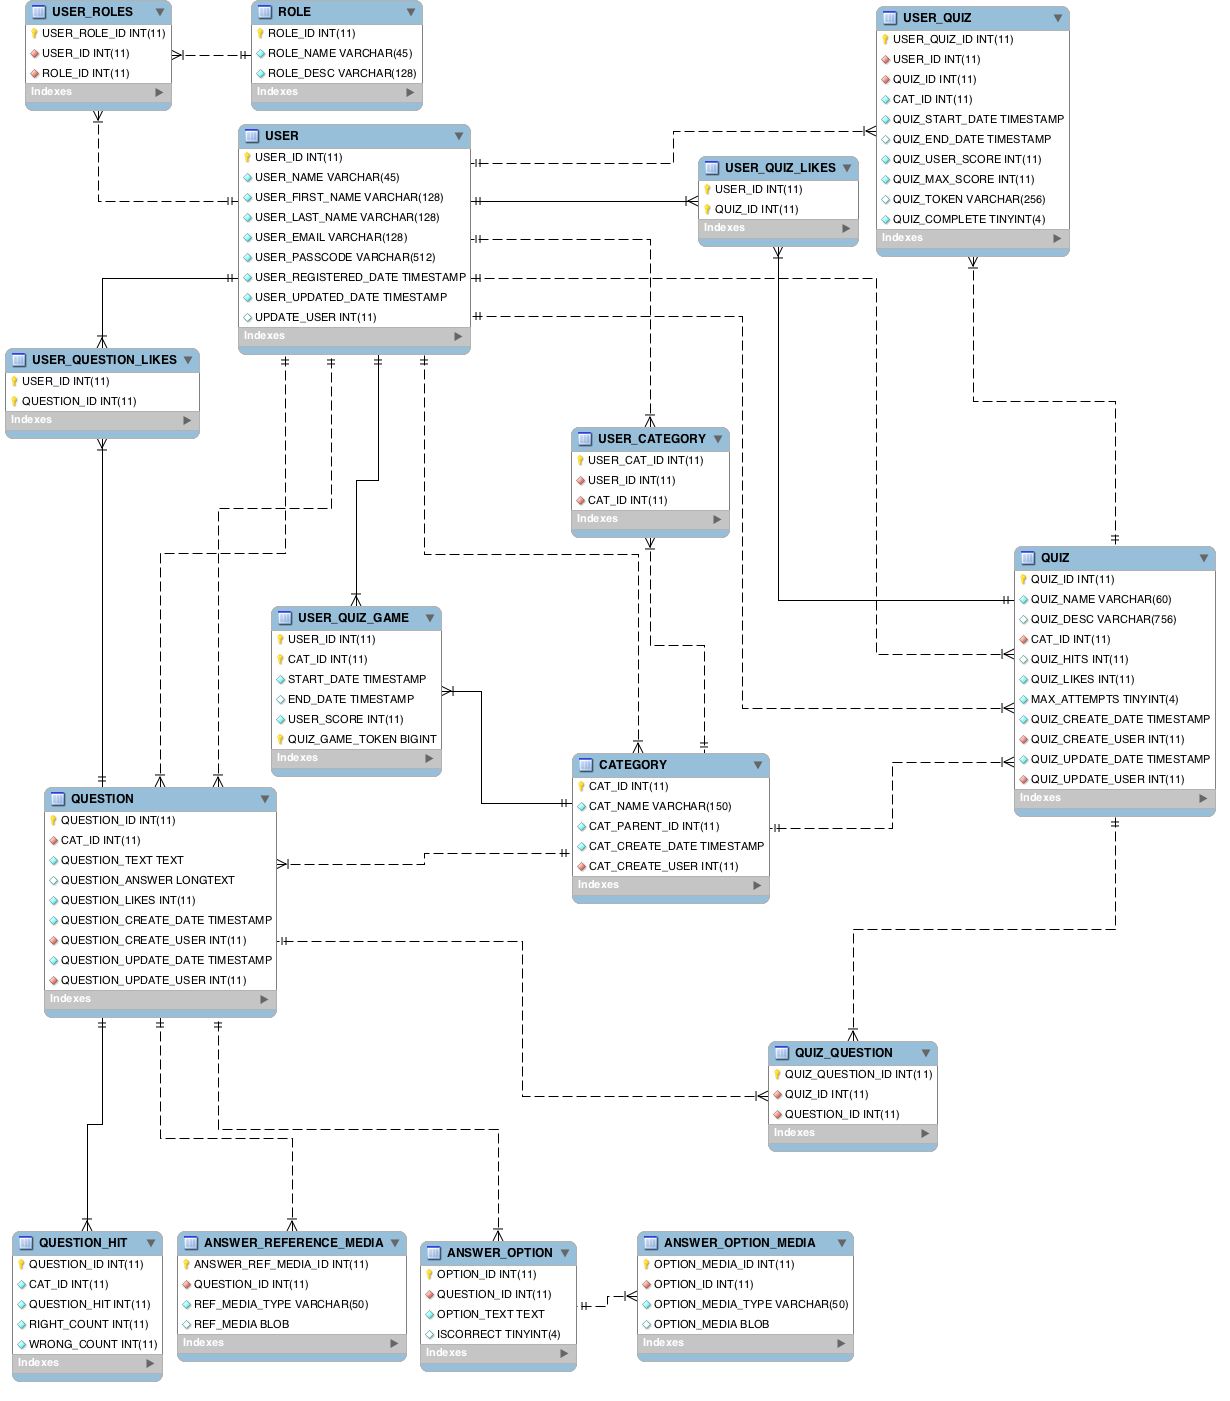 USER_ROLES
USER_ROLE_ID INT(11)
USER_ID INT(11)
ROLE_ID INT(11)
Indexes
ROLE
ROLE_ID INT(11)
ROLE_NAME VARCHAR(45)
ROLE_DESC VARCHAR(128)
Indexes
USER_QUIZ
USER_QUIZ_ID INT(11)
USER_ID INT(11)
QUIZ_ID INT(11)
CAT_ID INT(11)
QUIZ_START_DATE TIMESTAMP
QUIZ_END_DATE TIMESTAMP
QUIZ_USER_SCORE INT(11)
QUIZ_MAX_SCORE INT(11)
QUIZ_TOKEN VARCHAR(256)
QUIZ_COMPLETE TINYINT(4)
Indexes
USER
USER_ID INT(11)
USER_NAME VARCHAR(45)
USER_FIRST_NAME VARCHAR(128)
USER_LAST_NAME VARCHAR(128)
USER_EMAIL VARCHAR(128)
USER_PASSCODE VARCHAR(512)
USER_REGISTERED_DATE TIMESTAMP
USER_UPDATED_DATE TIMESTAMP
UPDATE_USER INT(11)
Indexes
USER_QUIZ_LIKES
USER_ID INT(11)
QUIZ_ID INT(11)
Indexes
USER_QUESTION_LIKES
USER_ID INT(11)
QUESTION_ID INT(11)
Indexes
USER_CATEGORY
USER_CAT_ID INT(11)
USER_ID INT(11)
CAT_ID INT(11)
Indexes
QUIZ
QUIZ_ID INT(11)
QUIZ_NAME VARCHAR(60)
QUIZ_DESC VARCHAR(756)
CAT_ID INT(11)
QUIZ_HITS INT(11)
QUIZ_LIKES INT(11)
MAX_ATTEMPTS TINYINT(4)
QUIZ_CREATE_DATE TIMESTAMP
QUIZ_CREATE_USER INT(11)
QUIZ_UPDATE_DATE TIMESTAMP
QUIZ_UPDATE_USER INT(11)
Indexes
USER_QUIZ_GAME
USER_ID INT(11)
CAT_ID INT(11)
START_DATE TIMESTAMP
END_DATE TIMESTAMP
USER_SCORE INT(11)
QUIZ_GAME_TOKEN BIGINT
Indexes
CATEGORY
CAT_ID INT(11)
CAT_NAME VARCHAR(150)
CAT_PARENT_ID INT(11)
CAT_CREATE_DATE TIMESTAMP
CAT_CREATE_USER INT(11)
Indexes
QUESTION
QUESTION_ID INT(11)
CAT_ID INT(11)
QUESTION_TEXT TEXT
QUESTION_ANSWER LONGTEXT
QUESTION_LIKES INT(11)
QUESTION_CREATE_DATE TIMESTAMP
QUESTION_CREATE_USER INT(11)
QUESTION_UPDATE_DATE TIMESTAMP
QUESTION_UPDATE_USER INT(11)
Indexes
QUIZ_QUESTION
QUIZ_QUESTION_ID INT(11)
QUIZ_ID INT(11)
QUESTION_ID INT(11)
Indexes
QUESTION_HIT
QUESTION_ID INT(11)
CAT_ID INT(11)
QUESTION_HIT INT(11)
RIGHT_COUNT INT(11)
WRONG_COUNT INT(11)
Indexes
ANSWER_REFERENCE_MEDIA
ANSWER_REF_MEDIA_ID INT(11)
QUESTION_ID INT(11)
REF_MEDIA_TYPE VARCHAR(50)
REF_MEDIA BLOB
Indexes
ANSWER_OPTION
OPTION_ID INT(11)
QUESTION_ID INT(11)
OPTION_TEXT TEXT
ISCORRECT TINYINT(4)
Indexes
ANSWER_OPTION_MEDIA
OPTION_MEDIA_ID INT(11)
OPTION_ID INT(11)
OPTION_MEDIA_TYPE VARCHAR(50)
OPTION_MEDIA BLOB
Indexes